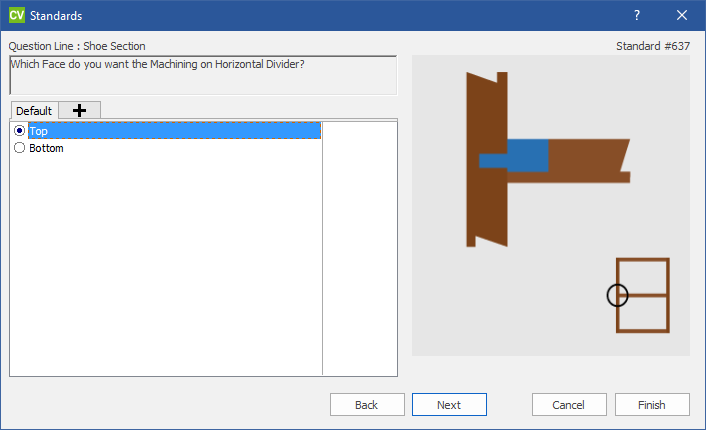 CV Standards ?
Question Line : Shoe Section
Standard #637
Which Face do you want the Machining on Horizontal Divider?
Default
Top
Bottom
Back Next Cancel Finish